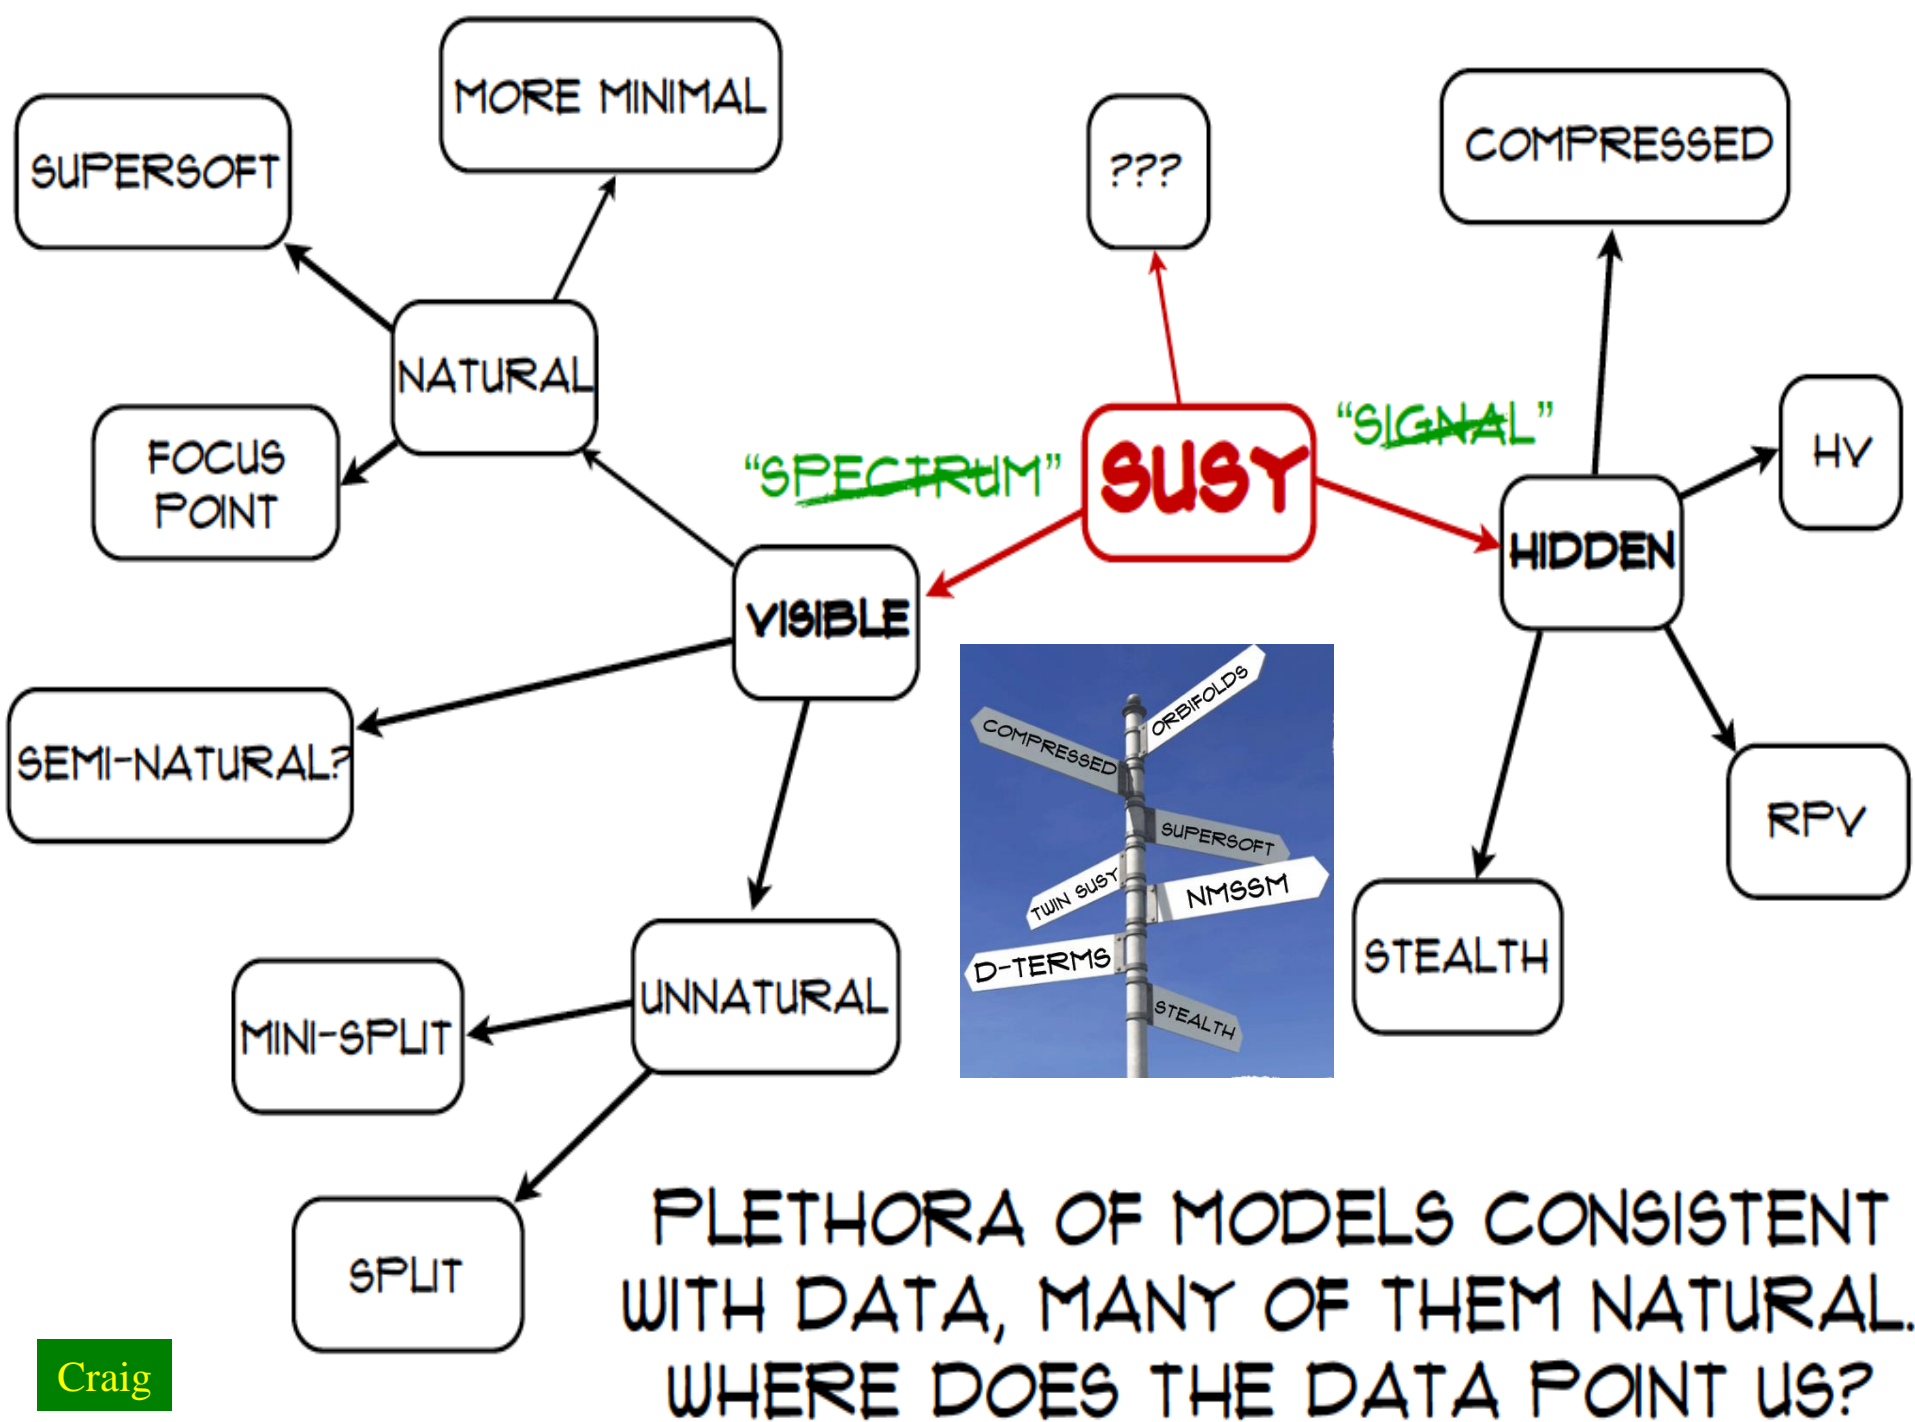 MORE MINIMAL
SUPERSOFT
???
COMPRESSED
NATURAL
FOCUS
POINT
"SPECTRUM"
SUSY
"SIGNAL"
HV
HIDDEN
VISIBLE
SEMI-NATURAL?
ORBIFOLDS
COMPRESSED
SUPERSOFT
TWIN SUSY
NMSSM
D-TERMS
STEALTH
RPV
STEALTH
UNNATURAL
MINI-SPLIT
SPLIT
PLETHORA OF MODELS CONSISTENT
WITH DATA, MANY OF THEM NATURAL.
WHERE DOES THE DATA POINT US?
Craig